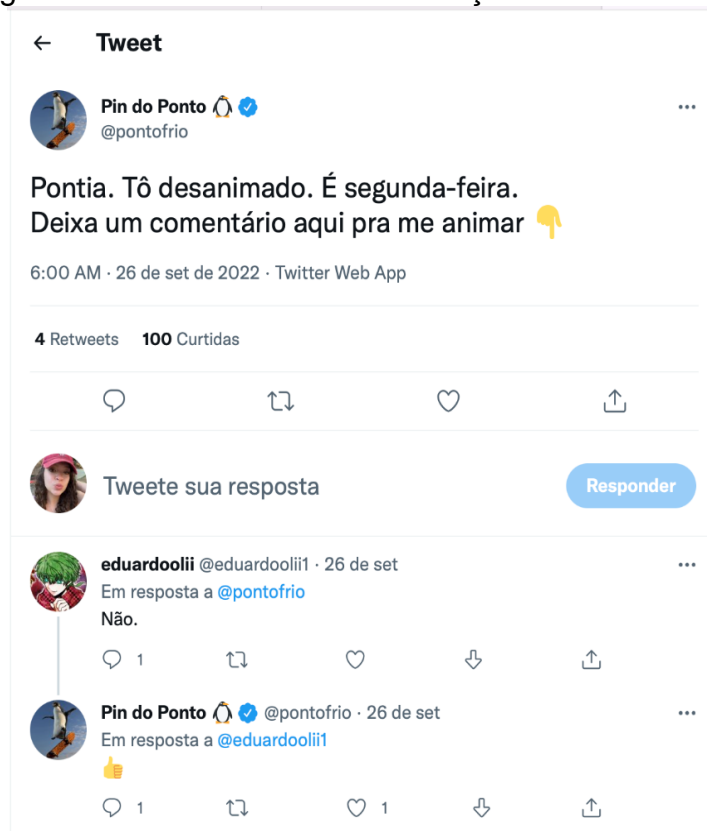 Tweet
Pin do Ponto 🐧
@pontofrio
Pontia. Tô desanimado. É segunda-feira.
Deixa um comentário aqui pra me animar 👇
6:00 AM · 26 de set de 2022 · Twitter Web App
4 Retweets 100 Curtidas
Tweete sua resposta
Responder
eduardoolii @eduardoolii1 · 26 de set
Em resposta a @pontofrio
Não.
1
Pin do Ponto 🐧 @pontofrio · 26 de set
Em resposta a @eduardoolii1
👍
1 1